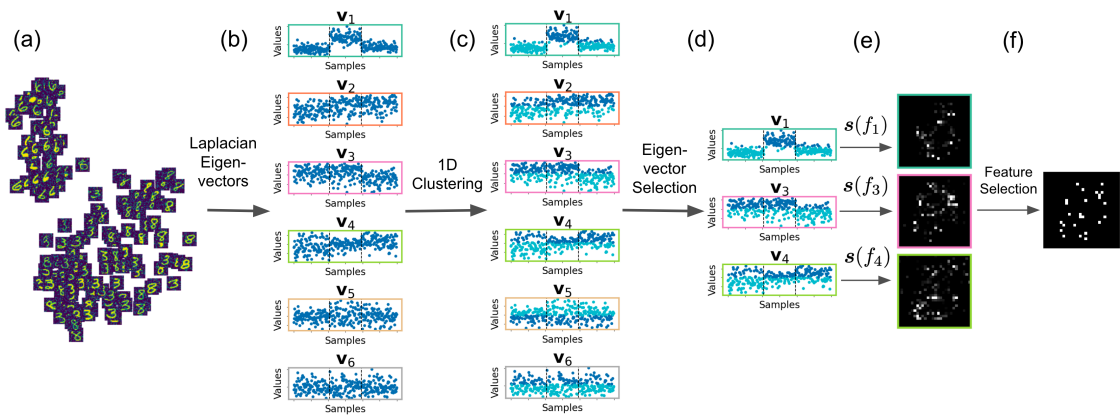 (a)
(b)
(c)
(d)
(e)
(f)
Laplacian
Eigen-
vectors
v1
Values
Samples
v2
Values
Samples
v3
Values
Samples
v4
Values
Samples
v5
Values
Samples
v6
Values
Samples
1D
Clustering
v1
Values
Samples
v2
Values
Samples
v3
Values
Samples
v4
Values
Samples
v5
Values
Samples
v6
Values
Samples
Eigen-
vector
Selection
v1
Values
Samples
v3
Values
Samples
v4
Values
Samples
s(f1)
s(f3)
s(f4)
Feature
Selection